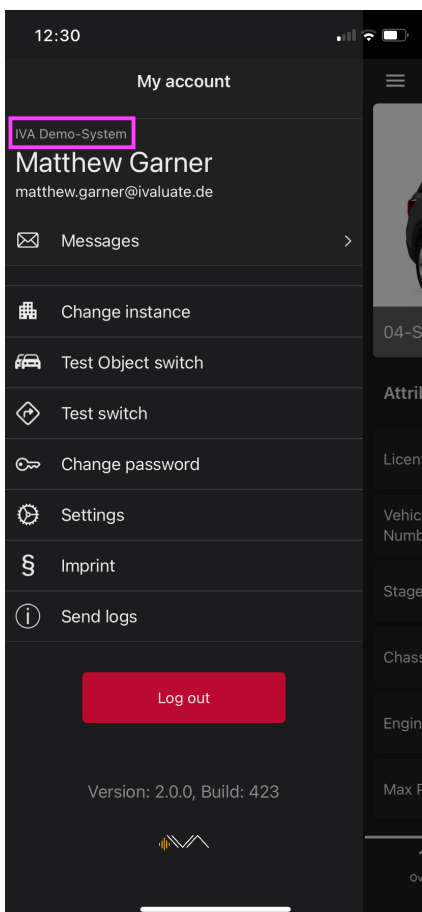 12:30
My account
IVA Demo-System
Matthew Garner
matthew.garner@ivaluate.de
Messages
Change instance
04-S
Test Object switch
Attri
Test switch
Change password
Licen
Settings
Vehic
Numb
Imprint
Stage
Send logs
Chass
Log out
Engin
Version: 2.0.0, Build: 423
Max P
IVA
Ov